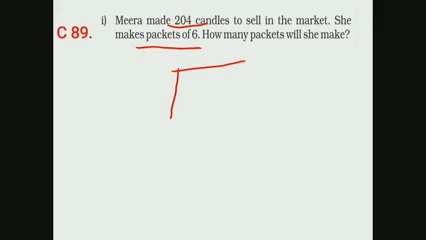 i) Meera made 204 candles to sell in the market. She
C 89. makes packets of 6. How many packets will she make?